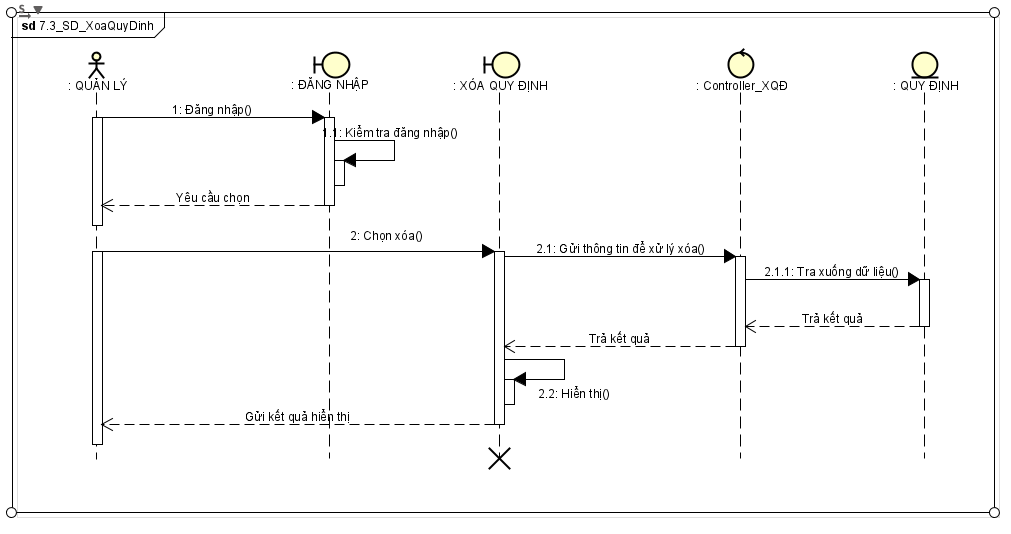 S
sd 7.3_SD_XoaQuyDinh
: QUẢN LÝ
: ĐĂNG NHẬP
: XÓA QUY ĐỊNH
: Controller_XQĐ
: QUY ĐỊNH
1: Đăng nhập()
1.1: Kiểm tra đăng nhập()
Yêu cầu chọn
2: Chọn xóa()
2.1: Gửi thông tin để xử lý xóa()
2.1.1: Tra xuống dữ liệu()
Trả kết quả
Trả kết quả
2.2: Hiển thị()
Gửi kết quả hiển thị